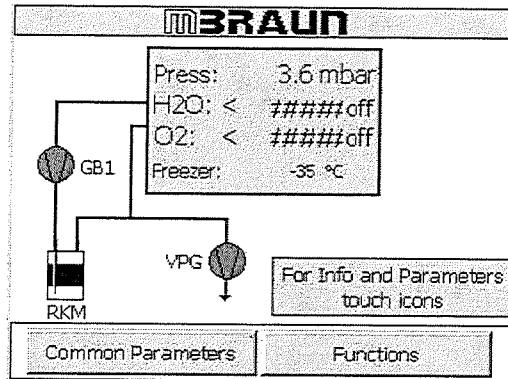 MBRAUN
Press: 3.6 mbar
H2O: < #####off
O2: < #####off
Freezer: -35 °C
GB1
VPG
RKM
For Info and Parameters
touch icons
Common Parameters
Functions